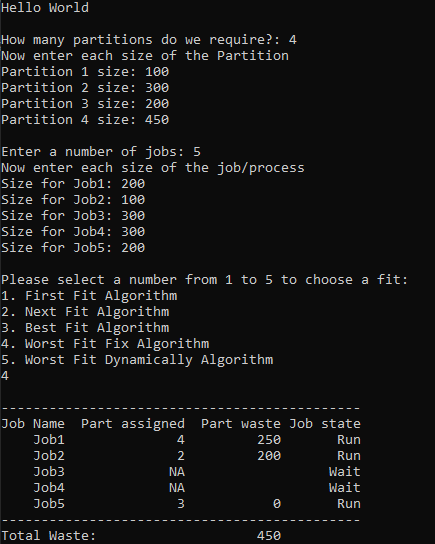 Hello World
How many partitions do we require?: 4
Now enter each size of the Partition
Partition 1 size: 100
Partition 2 size: 300
Partition 3 size: 200
Partition 4 size: 450
Enter a number of jobs: 5
Now enter each size of the job/process
Size for Job1: 200
Size for Job2: 100
Size for Job3: 300
Size for Job4: 300
Size for Job5: 200
Please select a number from 1 to 5 to choose a fit:
1. First Fit Algorithm
2. Next Fit Algorithm
3. Best Fit Algorithm
4. Worst Fit Fix Algorithm
5. Worst Fit Dynamically Algorithm
4
---------------------------------------------
Job Name  Part assigned  Part waste Job state
    Job1              4         250       Run
    Job2              2         200       Run
    Job3             NA                  Wait
    Job4             NA                  Wait
    Job5              3           0       Run
---------------------------------------------
Total Waste:                    450